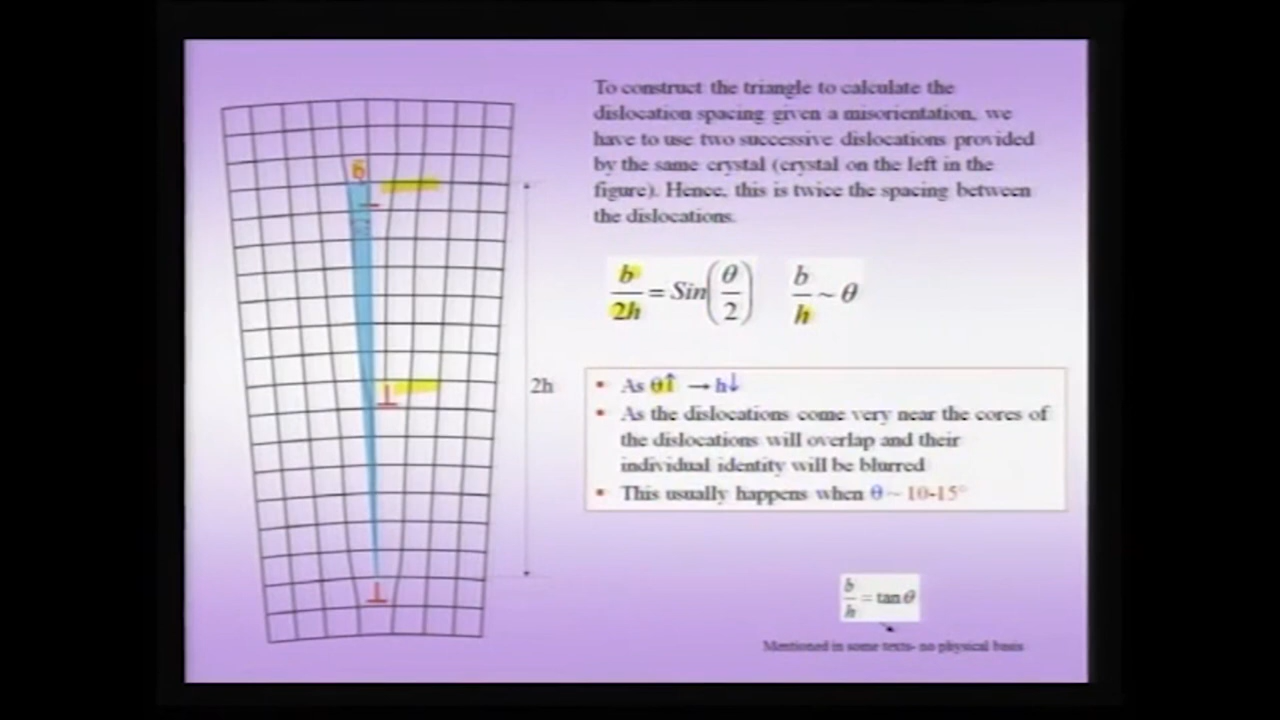 To construct the triangle to calculate the
dislocation spacing given a misorientation, we
have to use two successive dislocations provided
by the same crystal (crystal on the left in the
figure). Hence, this is twice the spacing between
the dislocations.
b/2h = Sin(θ/2) b/h ~ θ
2h
• As θ↑ → h↓
• As the dislocations come very near the cores of
the dislocations will overlap and their
individual identity will be blurred
• This usually happens when θ ~ 10-15°
b/h = tan θ
Mentioned in some texts- no physical basis